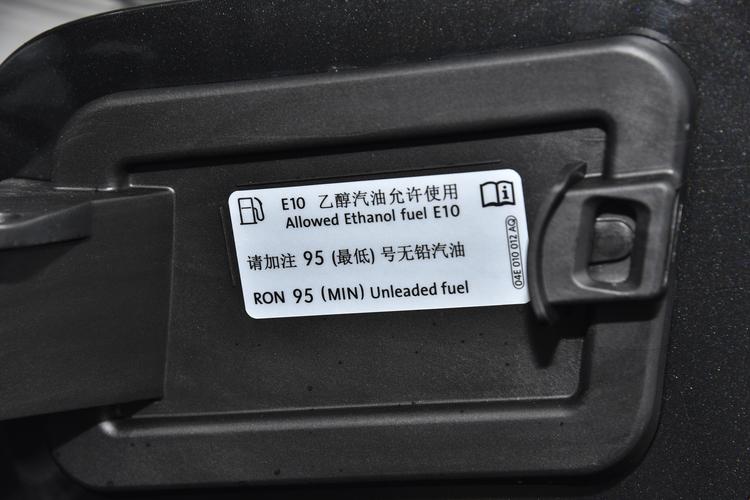 E10 乙醇汽油允许使用
Allowed Ethanol fuel E10
请加注 95 (最低) 号无铅汽油
RON 95 (MIN) Unleaded fuel
04E 010 012 AQ